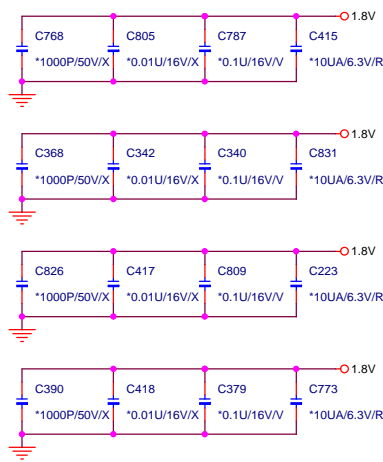 1.8V
C768 C805 C787 C415
*1000P/50V/X *0.01U/16V/X *0.1U/16V/V *10UA/6.3V/R
1.8V
C368 C342 C340 C831
*1000P/50V/X *0.01U/16V/X *0.1U/16V/V *10UA/6.3V/R
1.8V
C826 C417 C809 C223
*1000P/50V/X *0.01U/16V/X *0.1U/16V/V *10UA/6.3V/R
1.8V
C390 C418 C379 C773
*1000P/50V/X *0.01U/16V/X *0.1U/16V/V *10UA/6.3V/R